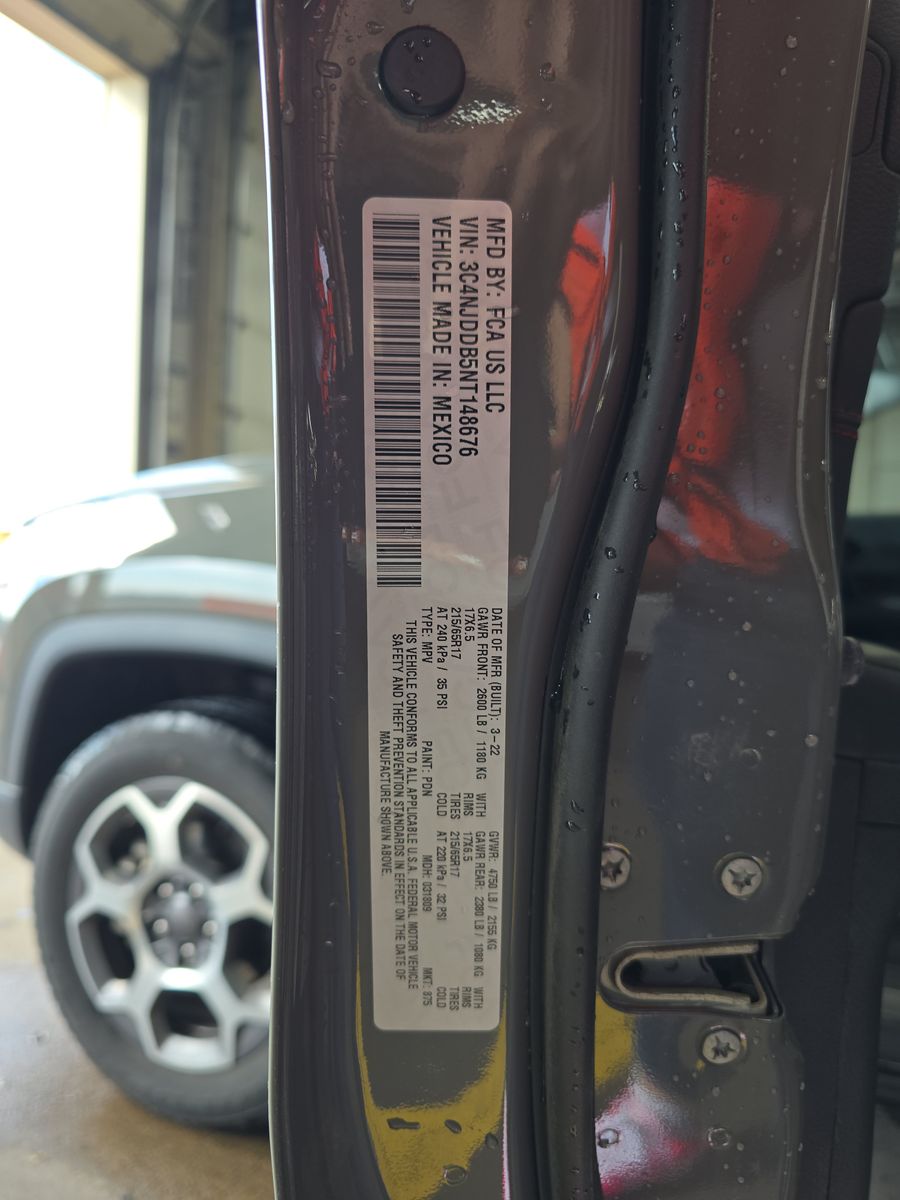 MFD BY: FCA US LLC
VIN: 3C4NJDDB5NT148676
VEHICLE MADE IN: MEXICO
DATE OF MFR (BUILT): 3-22 GVWR: 4750 LB / 2155 KG
GAWR FRONT: 2600 LB / 1180 KG WITH GAWR REAR: 2380 LB / 1080 KG WITH
17X6.5 RIMS 17X6.5 RIMS
215/65R17 TIRES 215/65R17 TIRES
AT 240 kPa / 35 PSI COLD AT 220 kPa / 32 PSI COLD
TYPE: MPV PAINT: PDN MDH: 031809 MKT: 875
THIS VEHICLE CONFORMS TO ALL APPLICABLE U.S.A. FEDERAL MOTOR VEHICLE
SAFETY AND THEFT PREVENTION STANDARDS IN EFFECT ON THE DATE OF
MANUFACTURE SHOWN ABOVE.